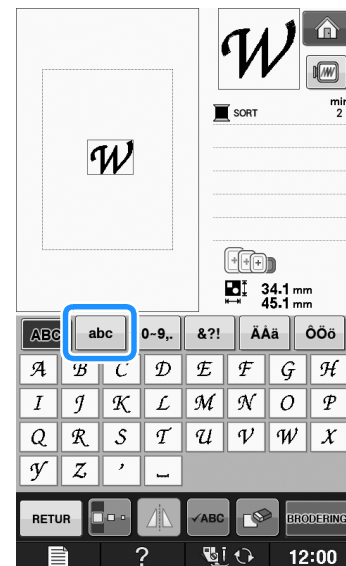 W
W
SORT
min
2
34.1 mm
45.1 mm
ABC abc 0~9,. &?! ÄÅä ÔÖö
A B C D E F G H
I J K L M N O P
Q R S T U V W X
Y Z ' _
RETUR ✓ABC BRODERING
? 12:00